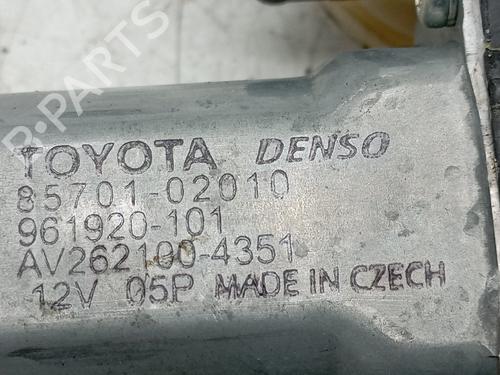 B-PARTS
TOYOTA DENSO
85701-02010
961920-101
AV262100-4351
12V 05P MADE IN CZECH